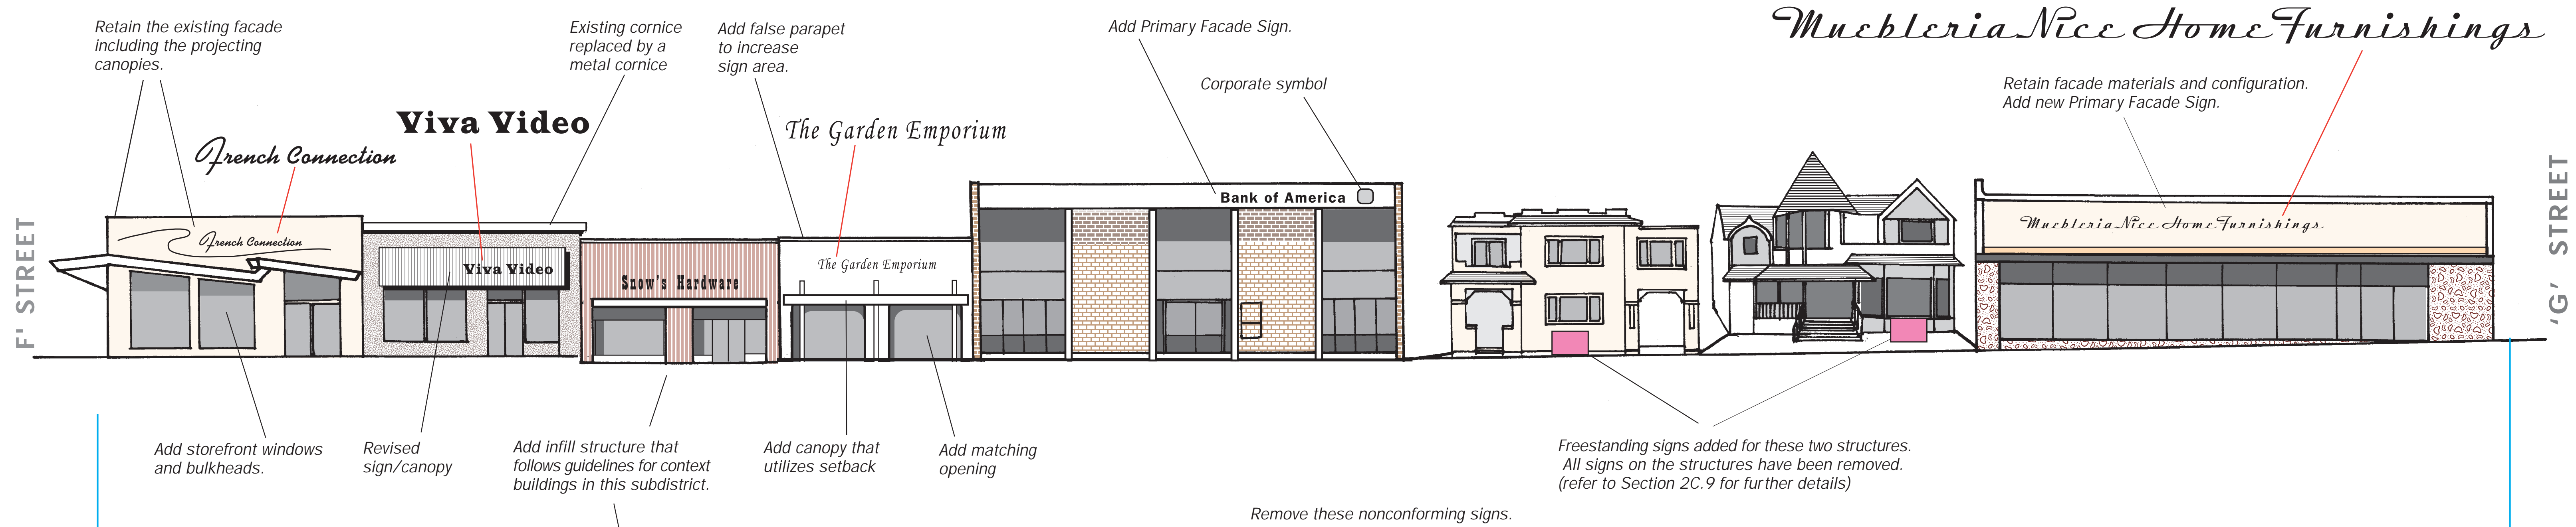 Retain the existing facade
including the projecting
canopies.
Existing cornice
replaced by a
metal cornice
Add false parapet
to increase
sign area.
Add Primary Facade Sign.
Corporate symbol
Muebleria Nice Home Furnishings
Retain facade materials and configuration.
Add new Primary Facade Sign.
Viva Video
French Connection
The Garden Emporium
F' STREET
'G' STREET
French Connection
Viva Video
Snow's Hardware
The Garden Emporium
Bank of America
Muebleria Nice Home Furnishings
Add storefront windows
and bulkheads.
Revised
sign/canopy
Add infill structure that
follows guidelines for context
buildings in this subdistrict.
Add canopy that
utilizes setback
Add matching
opening
Freestanding signs added for these two structures.
All signs on the structures have been removed.
(refer to Section 2C.9 for further details)
Remove these nonconforming signs.